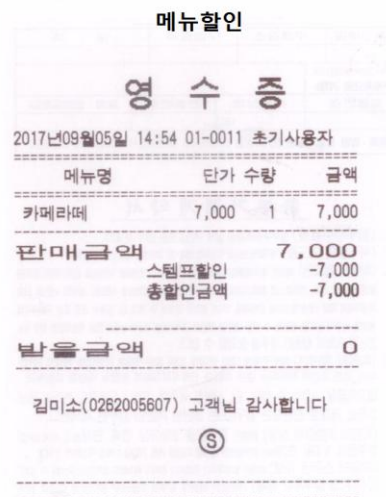 메뉴할인
영 수 증
2017년09월05일 14:54 01-0011 초기사용자
메뉴명 단가 수량 금액
카메라떼 7,000 1 7,000
판매금액 7,000
스템프할인 -7,000
총할인금액 -7,000
받을금액 0
김미소(0262005607) 고객님 감사합니다
Ⓢ